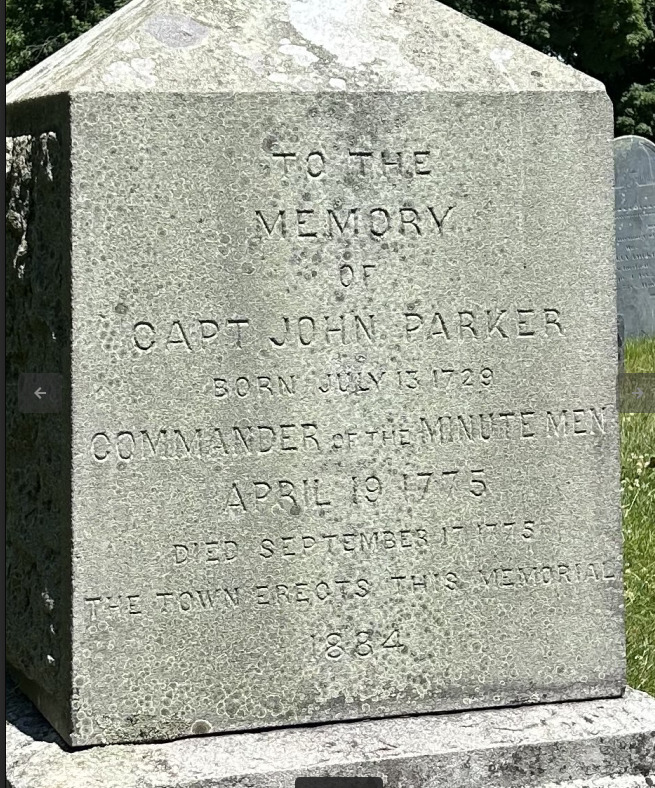 TO THE
MEMORY
OF
CAPT JOHN PARKER
BORN JULY 13 1729
COMMANDER OF THE MINUTE MEN
APRIL 19 1775
DIED SEPTEMBER 17 1775
THE TOWN ERECTS THIS MEMORIAL
1884